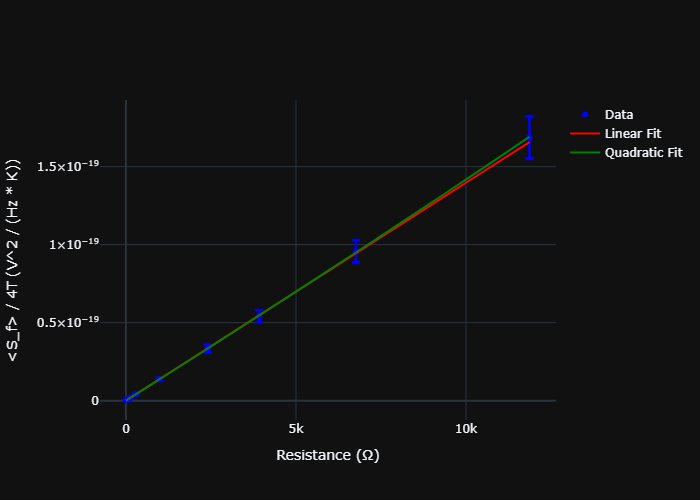 <S_f> / 4T (V^2 / (Hz * K))
1.5×10⁻¹⁹
1×10⁻¹⁹
0.5×10⁻¹⁹
0
0
5k
10k
Resistance (Ω)
Data
Linear Fit
Quadratic Fit